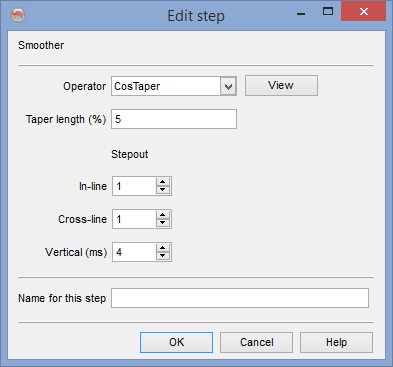 Edit step
Smoother
Operator CosTaper View
Taper length (%) 5
Stepout
In-line 1
Cross-line 1
Vertical (ms) 4
Name for this step
OK Cancel Help